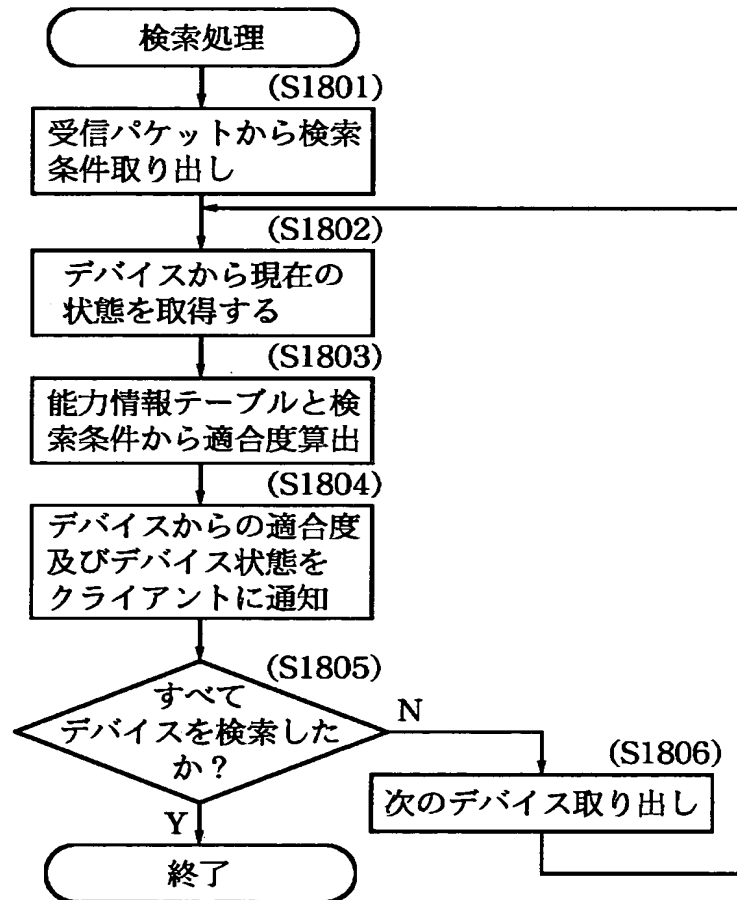 検索処理
(S1801)
受信パケットから検索
条件取り出し
(S1802)
デバイスから現在の
状態を取得する
(S1803)
能力情報テーブルと検
索条件から適合度算出
(S1804)
デバイスからの適合度
及びデバイス状態を
クライアントに通知
(S1805)
すべて
デバイスを検索した
か？
N
(S1806)
次のデバイス取り出し
Y
終了